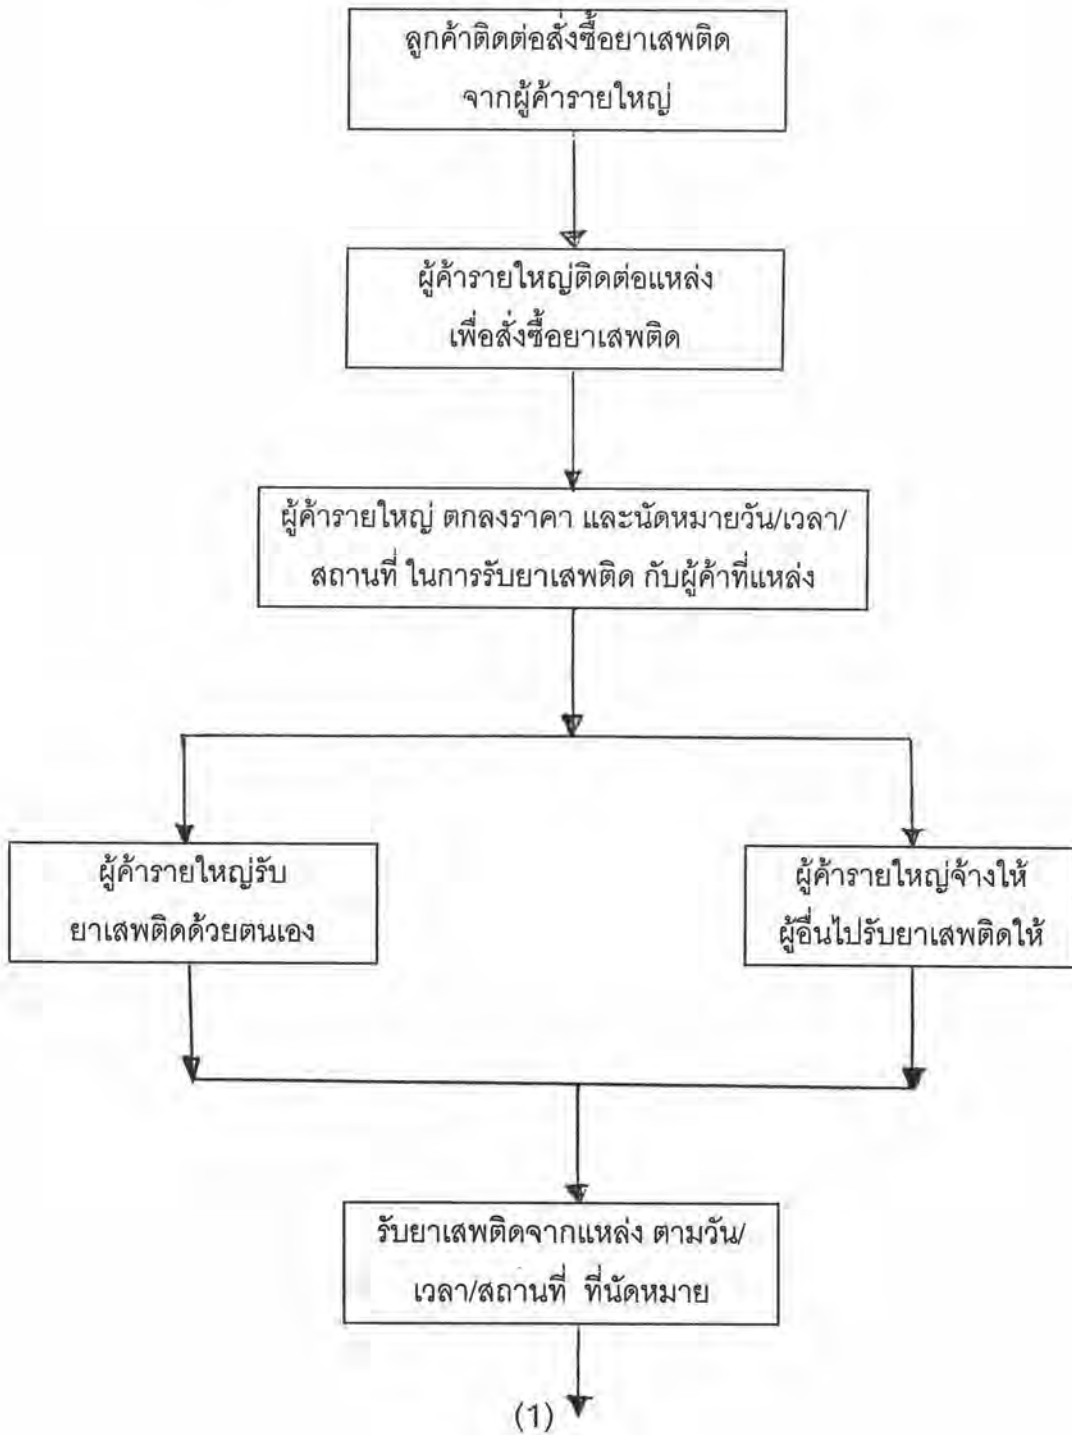 ลูกค้าติดต่อสั่งซื้อยาเสพติด
จากผู้ค้ารายใหญ่
ผู้ค้ารายใหญ่ติดต่อแหล่ง
เพื่อสั่งซื้อยาเสพติด
ผู้ค้ารายใหญ่ ตกลงราคา และนัดหมายวัน/เวลา/
สถานที่ ในการรับยาเสพติด กับผู้ค้าที่แหล่ง
ผู้ค้ารายใหญ่รับ
ยาเสพติดด้วยตนเอง
ผู้ค้ารายใหญ่จ้างให้
ผู้อื่นไปรับยาเสพติดให้
รับยาเสพติดจากแหล่ง ตามวัน/
เวลา/สถานที่ ที่นัดหมาย
(1)